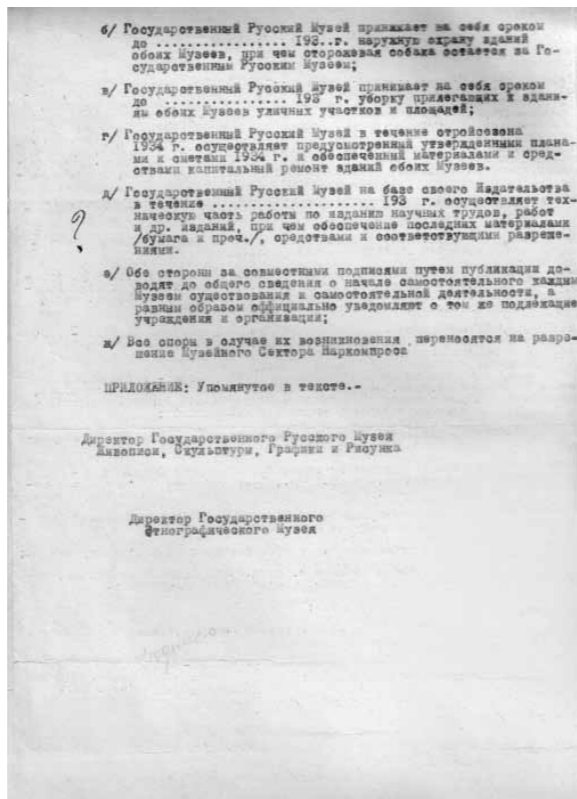 б/ Государственный Русский Музей принимает на себя сроком
до ................. 193..г. наружную охрану зданий
обоих Музеев, при чем сторожевая собака остается за Го-
сударственным Русским Музеем;
в/ Государственный Русский Музей принимает на себя сроком
до ................ 193 г. уборку прилегающих к здани-
ям обоих Музеев уличных участков и площадей;
г/ Государственный Русский Музей в течение стройсезона
1934 г. осуществляет предусмотренный утвержденными плана-
ми и сметами 1934 г. и обеспеченный материалами и сред-
ствами капитальный ремонт зданий обоих Музеев.
д/ Государственный Русский Музей на базе своего Издательства
в течение .................. 193 г. осуществляет тех-
ническую часть работы по издание научных трудов, работ
и др. изданий, при чем обеспечение последних материалами
/бумага и проч./, средствами и соответствующими разреше-
ниями.
?
е/ Обе стороны за совместными подписями путем публикации до-
водят до общего сведения о начале самостоятельного каждым
Музеем существования и самостоятельной деятельности, а
равным образом оффициально уведомляют о том же подлежащие
учреждения и организации;
ж/ Все споры в случае их возникновения переносятся на разре-
шение Музейного Сектора Наркомпроса
ПРИЛОЖЕНИЕ: Упомянутое в тексте.-
Директор Государственного Русского Музея
Живописи, Скульптуры, Графики и Рисунка
Директор Государственного
Этнографического Музея